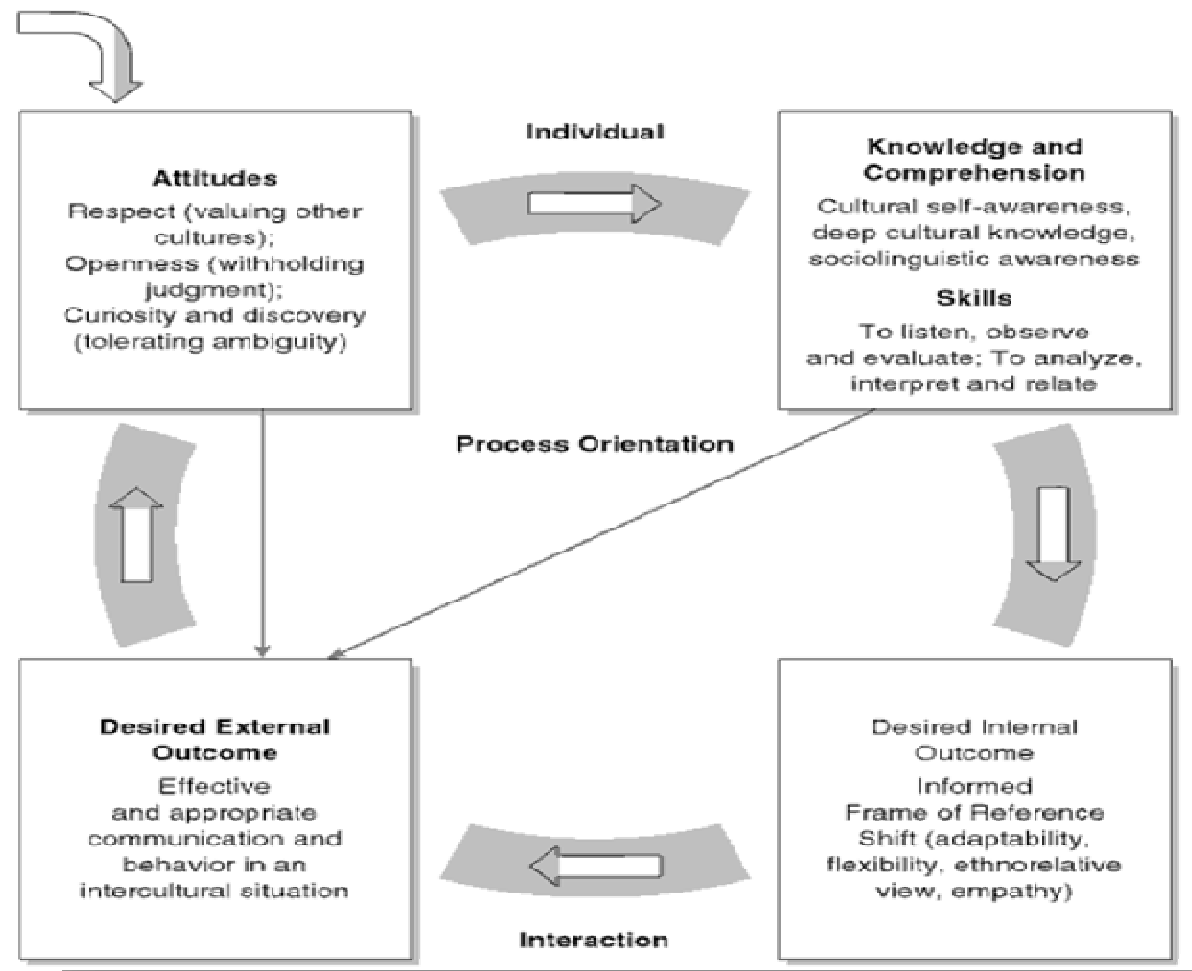 Individual
Attitudes
Respect (valuing other
cultures);
Openness (withholding
judgment);
Curiosity and discovery
(tolerating ambiguity)
Knowledge and
Comprehension
Cultural self-awareness,
deep cultural knowledge,
sociolinguistic awareness
Skills
To listen, observe
and evaluate; To analyze,
interpret and relate
Process Orientation
Desired External
Outcome
Effective
and appropriate
communication and
behavior in an
intercultural situation
Desired Internal
Outcome
Informed
Frame of Reference
Shift (adaptability,
flexibility, ethnorelative
view, empathy)
Interaction